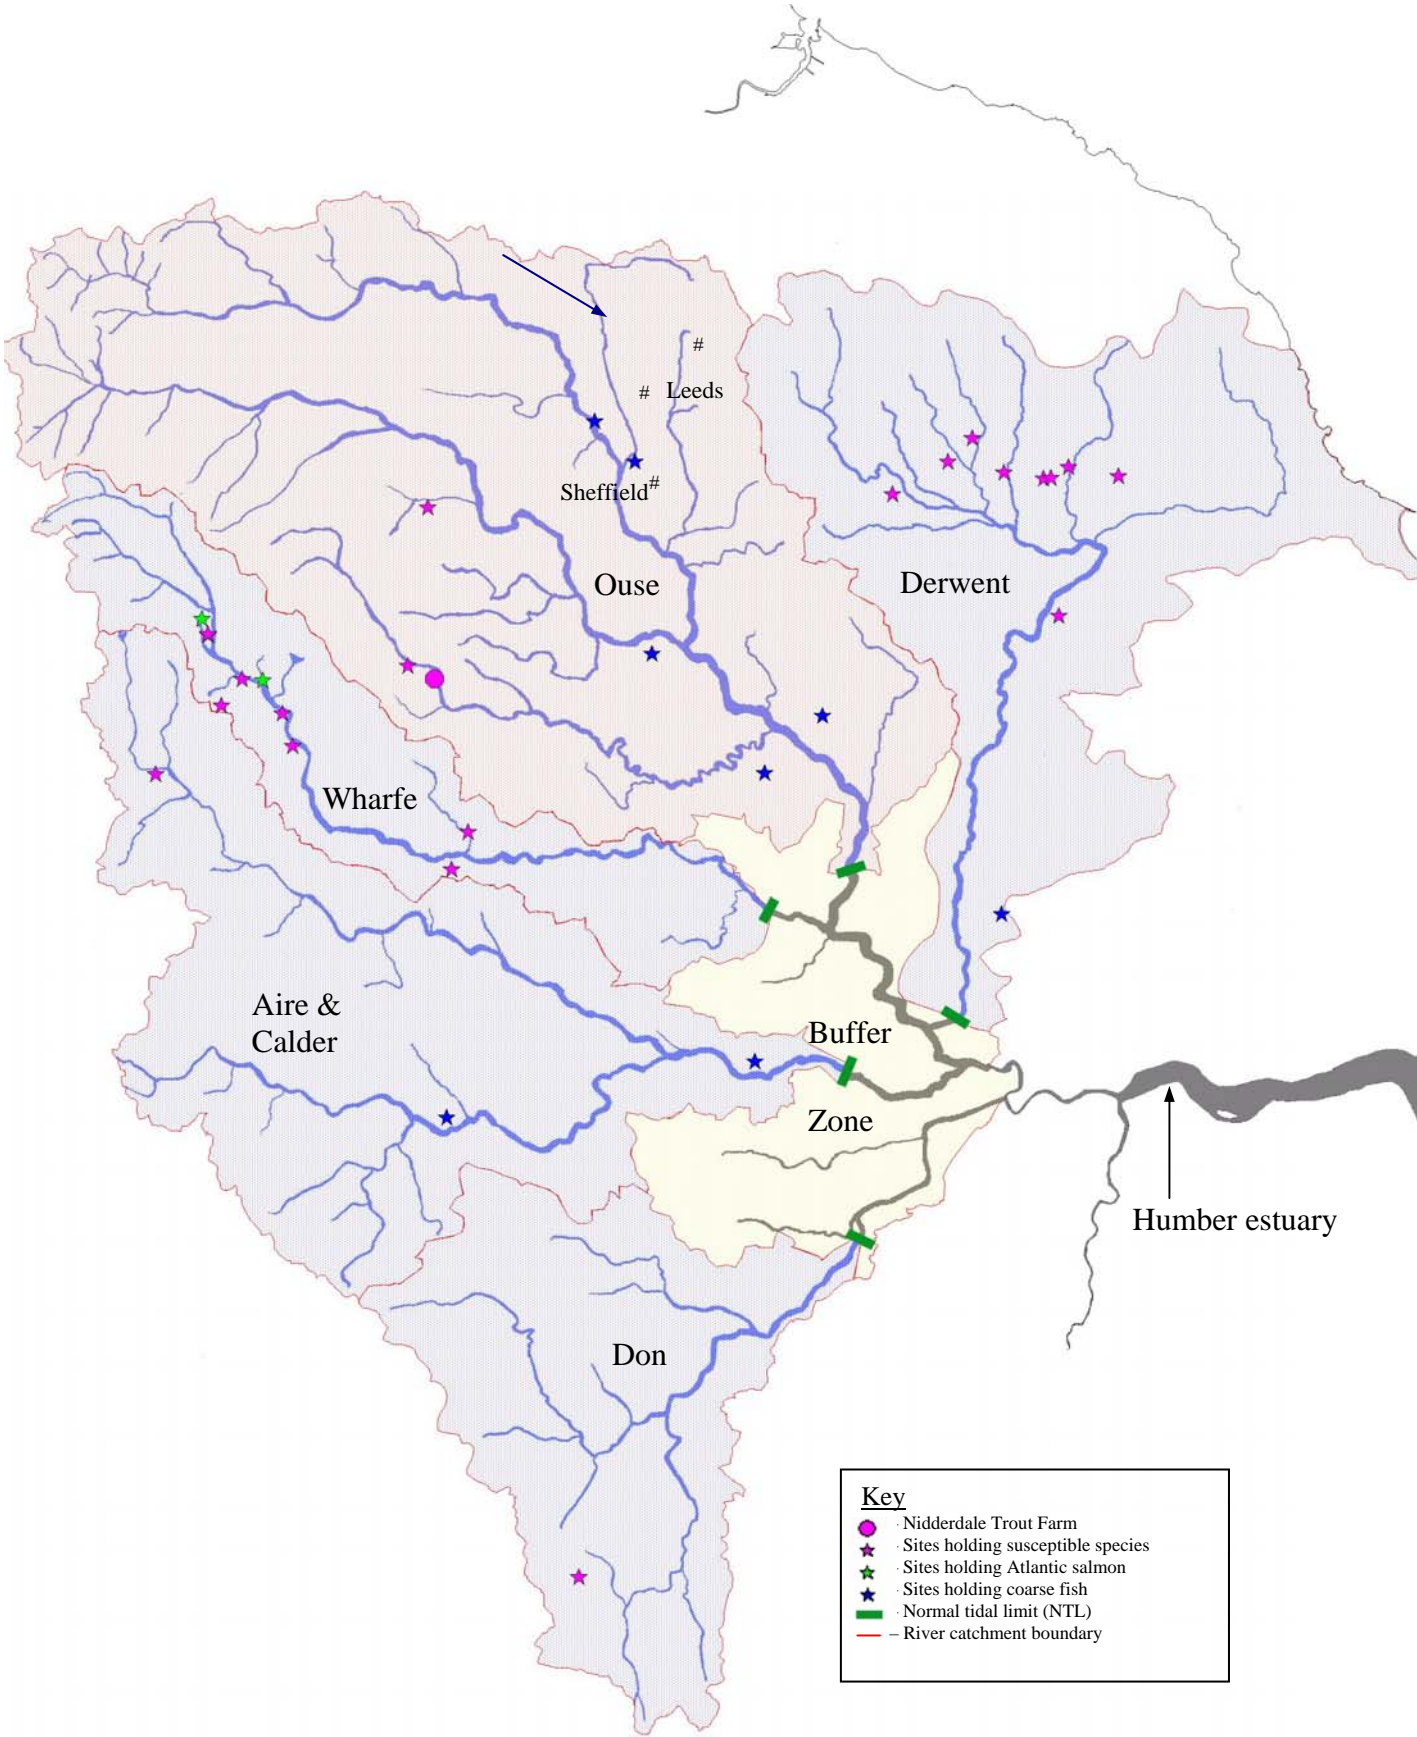 #
# Leeds
Sheffield#
Ouse
Derwent
Wharfe
Aire &
Calder
Buffer
Zone
Humber estuary
Don
Key
· Nidderdale Trout Farm
· Sites holding susceptible species
· Sites holding Atlantic salmon
· Sites holding coarse fish
· Normal tidal limit (NTL)
– River catchment boundary